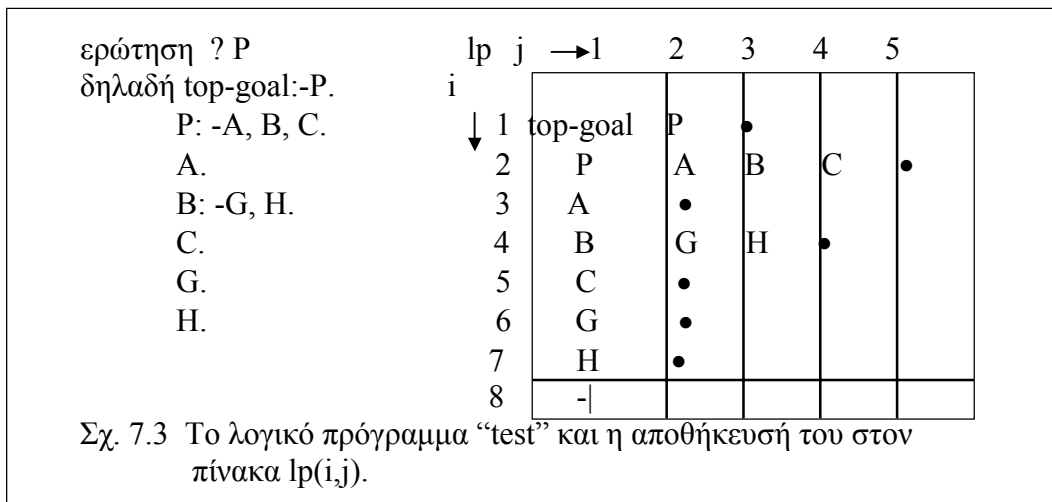 ερώτηση ? P lp j → 1 2 3 4 5
δηλαδή top-goal:-P. i
P: -A, B, C. ↓ 1 top-goal P •
A. 2 P A B C •
B: -G, H. 3 A •
C. 4 B G H •
G. 5 C •
H. 6 G •
7 H •
8 -|
Σχ. 7.3 Το λογικό πρόγραμμα “test” και η αποθήκευσή του στον
πίνακα lp(i,j).